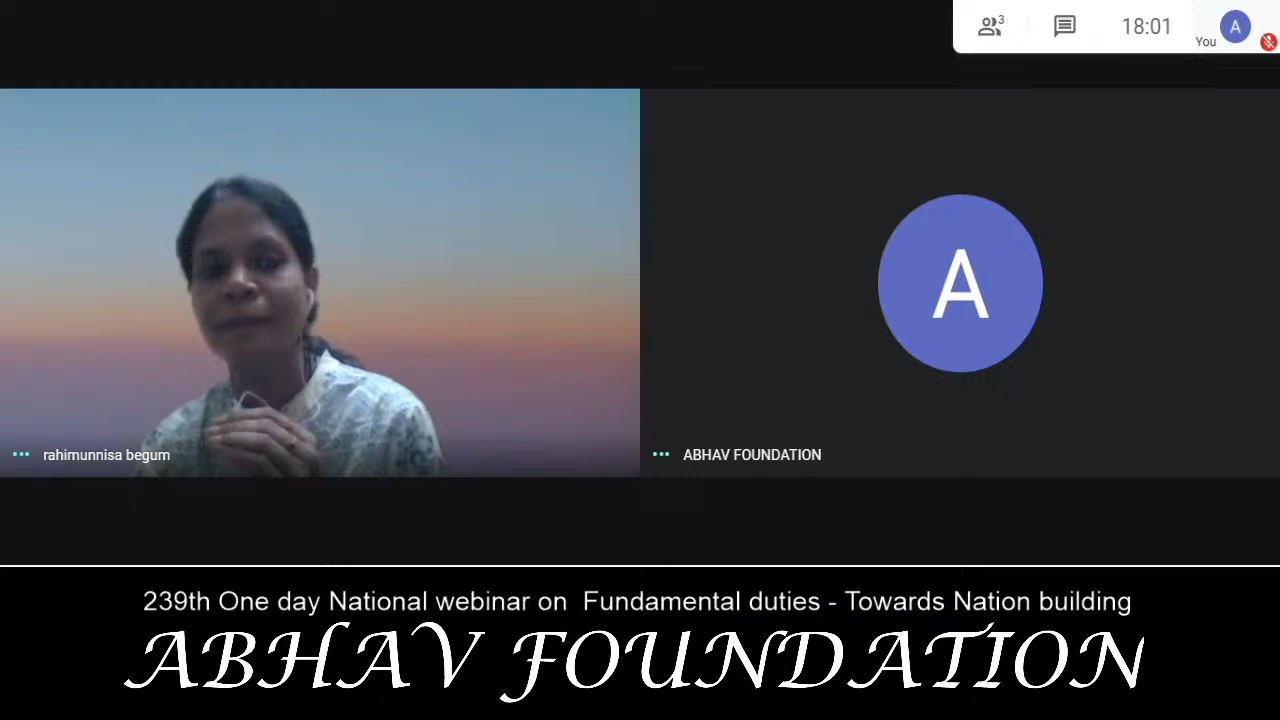 3
18:01
You
A
A
rahimunnisa begum
ABHAV FOUNDATION
239th One day National webinar on  Fundamental duties - Towards Nation building
ABHAV FOUNDATION